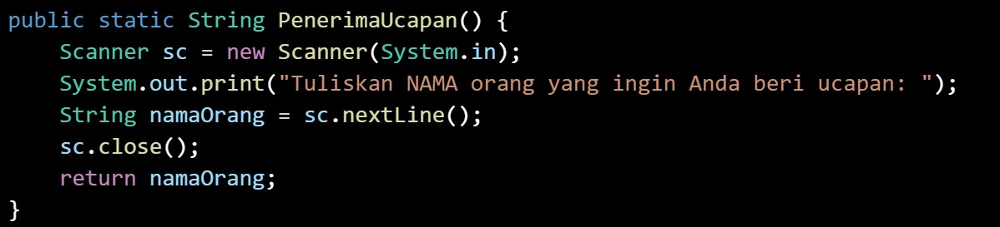 public static String PenerimaUcapan() {
    Scanner sc = new Scanner(System.in);
    System.out.print("Tuliskan NAMA orang yang ingin Anda beri ucapan: ");
    String namaOrang = sc.nextLine();
    sc.close();
    return namaOrang;
}